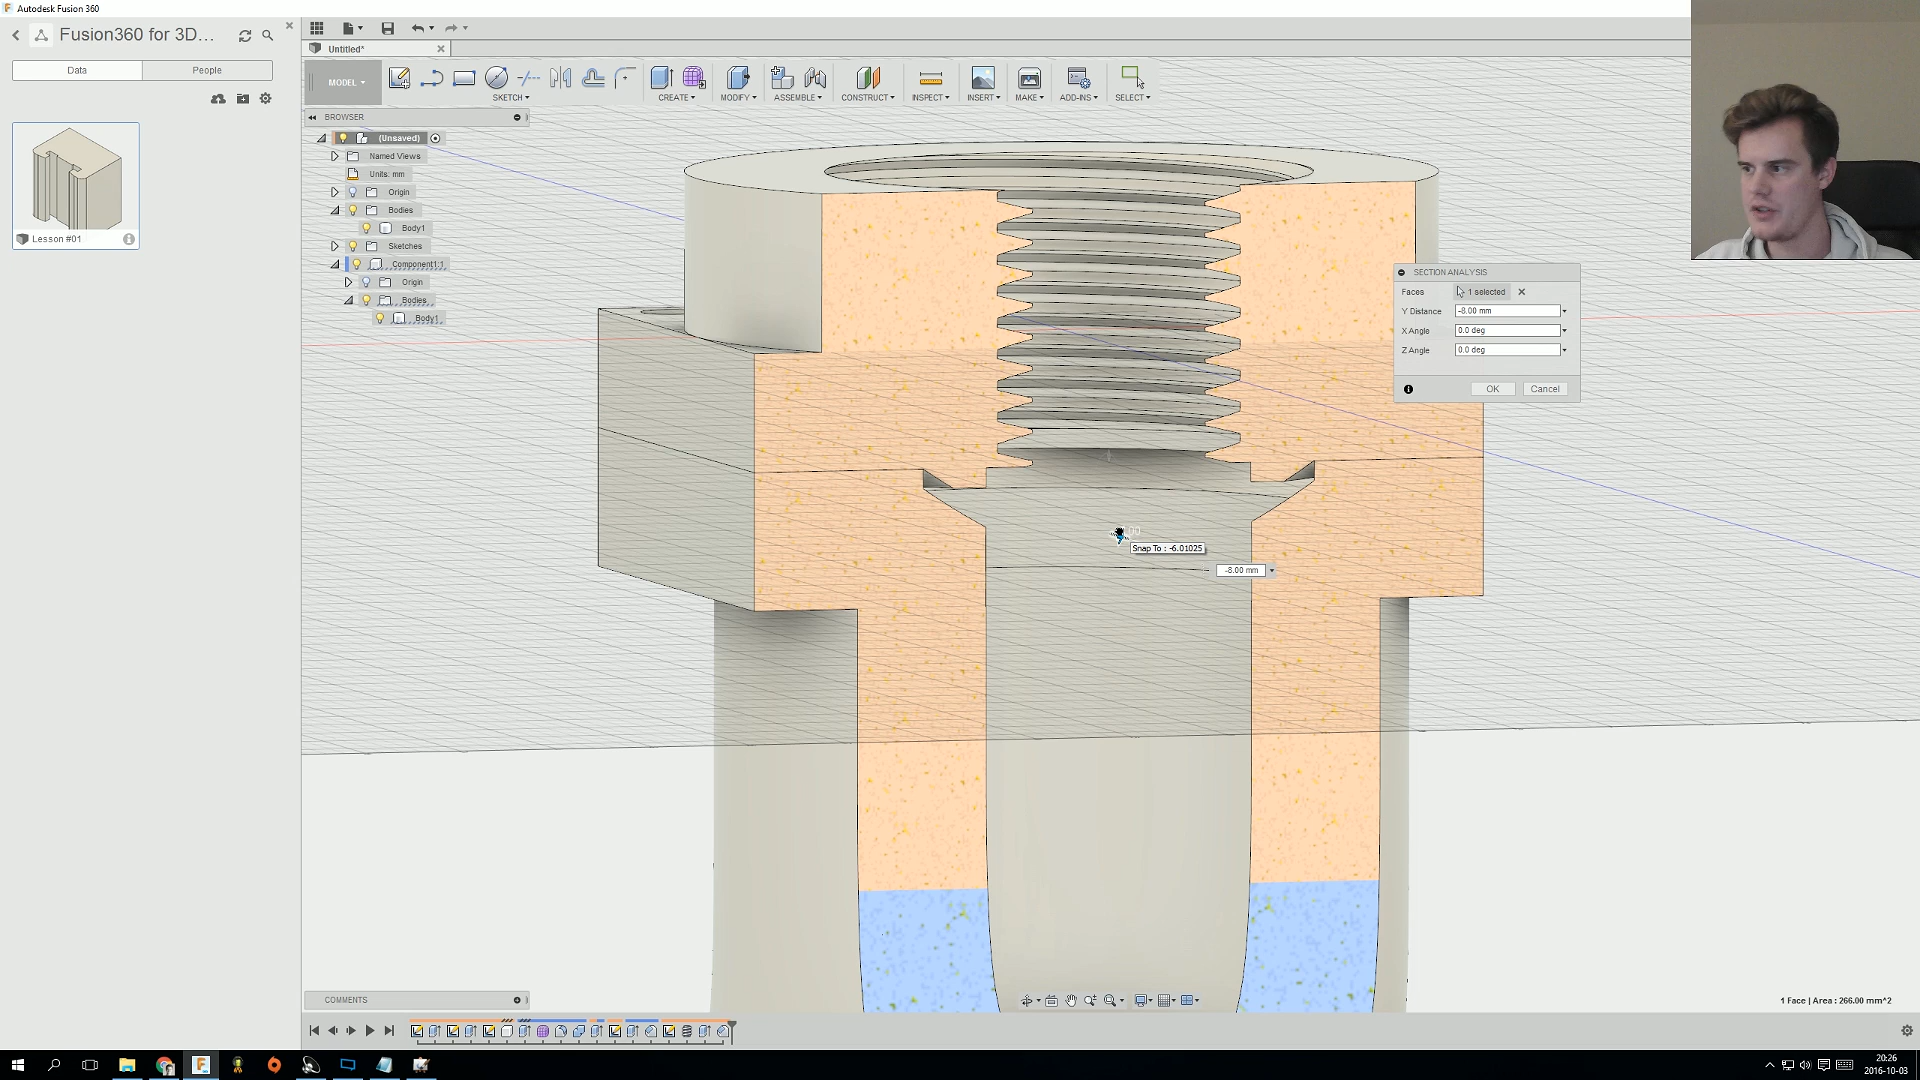 Autodesk Fusion 360
Fusion360 for 3D...
Data
People
Lesson #01
Untitled*
MODEL
SKETCH
CREATE
MODIFY
ASSEMBLE
CONSTRUCT
INSPECT
INSERT
MAKE
ADD-INS
SELECT
BROWSER
(Unsaved)
Named Views
Units: mm
Origin
Bodies
Body1
Sketches
Component1:1
Origin
Bodies
Body1
SECTION ANALYSIS
Faces 1 selected
Y Distance -8.00 mm
X Angle 0.0 deg
Z Angle 0.0 deg
OK Cancel
Snap To : -6.01025
-8.00 mm
COMMENTS
1 Face | Area : 266.00 mm^2
20:26
2016-10-03